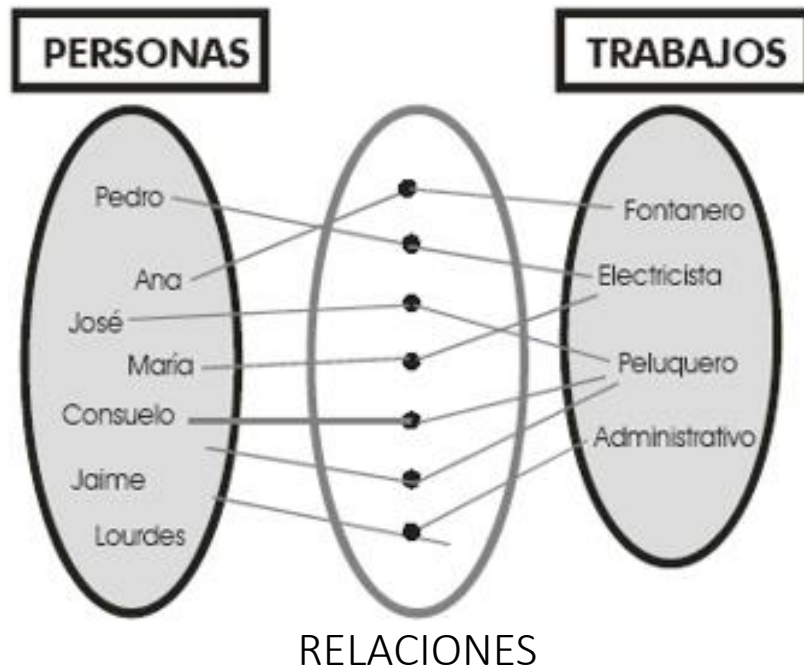 PERSONAS
TRABAJOS
Pedro
Ana
José
María
Consuelo
Jaime
Lourdes
Fontanero
Electricista
Peluquero
Administrativo
RELACIONES